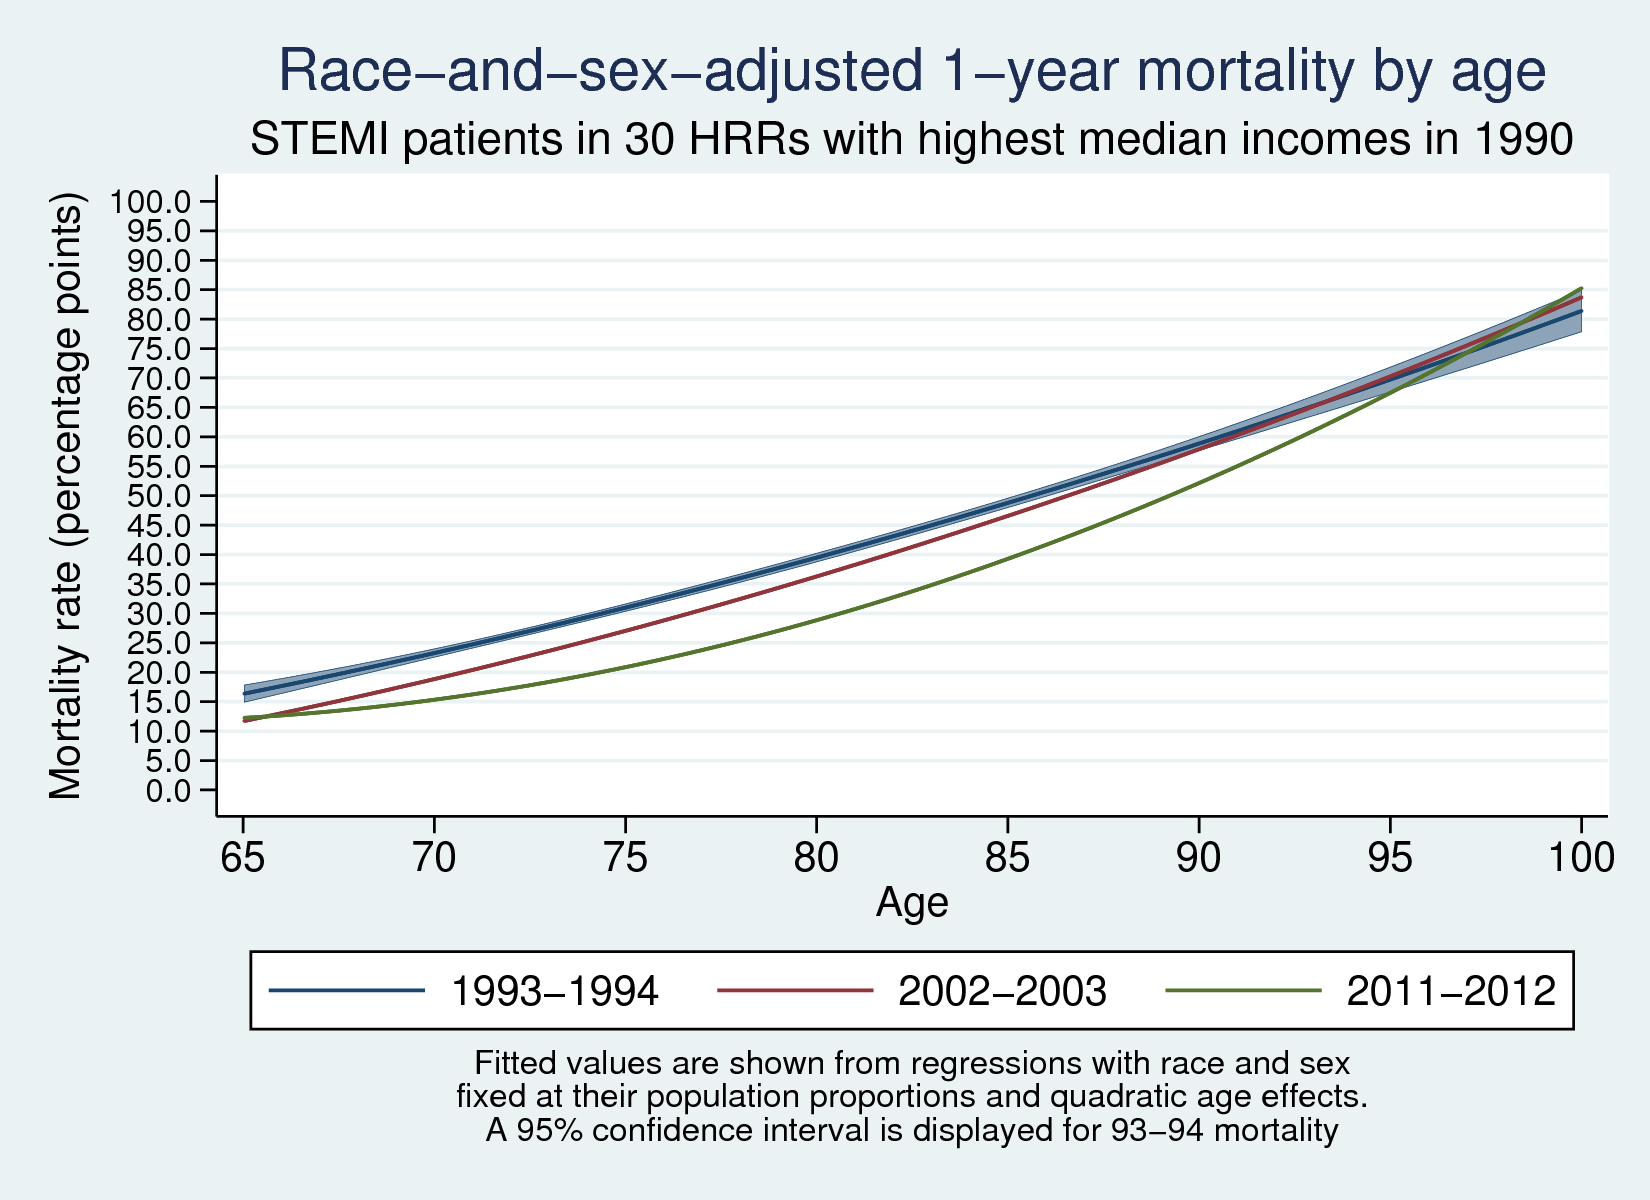 Race–and–sex–adjusted 1–year mortality by age
STEMI patients in 30 HRRs with highest median incomes in 1990
Mortality rate (percentage points)
100.0
95.0
90.0
85.0
80.0
75.0
70.0
65.0
60.0
55.0
50.0
45.0
40.0
35.0
30.0
25.0
20.0
15.0
10.0
5.0
0.0
65 70 75 80 85 90 95 100
Age
1993–1994 2002–2003 2011–2012
Fitted values are shown from regressions with race and sex
fixed at their population proportions and quadratic age effects.
A 95% confidence interval is displayed for 93–94 mortality